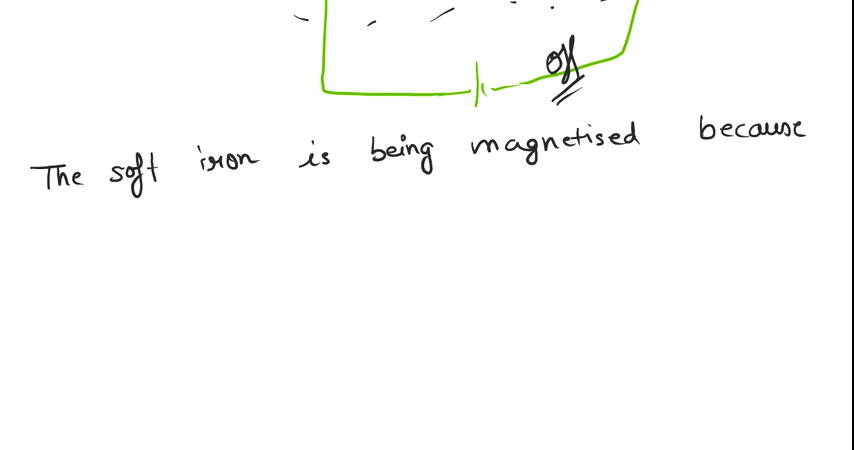 Off
The soft iron is being magnetised because